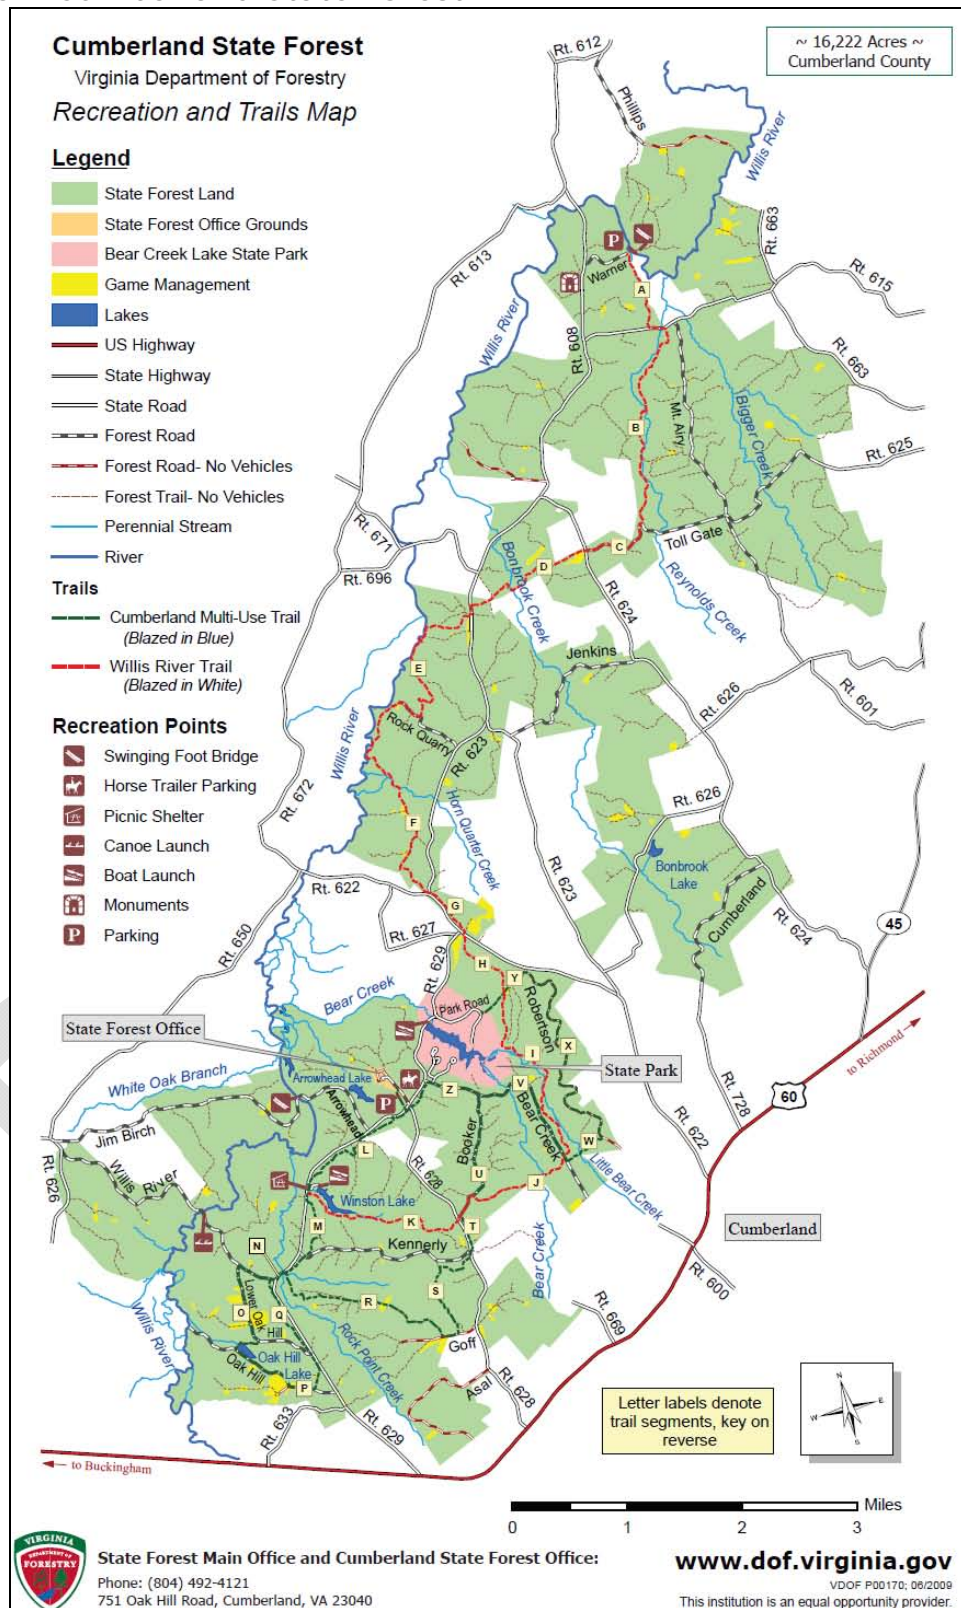 Cumberland State Forest
Virginia Department of Forestry
Recreation and Trails Map
~ 16,222 Acres ~
Cumberland County
Legend
State Forest Land
State Forest Office Grounds
Bear Creek Lake State Park
Game Management
Lakes
US Highway
State Highway
State Road
Forest Road
Forest Road- No Vehicles
Forest Trail- No Vehicles
Perennial Stream
River
Trails
Cumberland Multi-Use Trail
(Blazed in Blue)
Willis River Trail
(Blazed in White)
Recreation Points
Swinging Foot Bridge
Horse Trailer Parking
Picnic Shelter
Canoe Launch
Boat Launch
Monuments
P Parking
Rt. 612
Phillips
Willis River
Rt. 663
Rt. 613
P
Warner
A
Rt. 615
Willis River
Rt. 608
Rt. 663
Mt. Airy
Bigger Creek
B
Rt. 625
Rt. 671
Toll Gate
C
D
Rt. 696
Bonbrook Creek
Reynolds Creek
Rt. 624
Jenkins
E
Rt. 626
Rt. 601
Rock Quarry
Rt. 623
Willis River
Rt. 672
Rt. 626
Horn Quarter Creek
F
Bonbrook
Lake
Rt. 622
Rt. 623
Cumberland
G
Rt. 624
45
Rt. 627
Rt. 650
Rt. 629
H
Y
Bear Creek
Park Road
Robertson
State Forest Office
X
I
to Richmond
State Park
White Oak Branch
Arrowhead Lake
P
Z
V
60
Rt. 728
Arrowhead
Jim Birch
Booker
Bear Creek
Rt. 622
W
L
Little Bear Creek
Rt. 626
Willis River
Rt. 628
U
J
Winston Lake
M
K
T
Cumberland
N
Kennerly
Bear Creek
Rt. 600
Lower Oak
Hill
O
Q
R
S
Rt. 669
Willis River
Rock Point Creek
Goff
Oak Hill
Oak Hill
Lake
P
Asal
Rt. 628
Rt. 633
Rt. 629
Letter labels denote
trail segments, key on
reverse
N
W
E
S
to Buckingham
Miles
0 1 2 3
VIRGINIA
DEPARTMENT OF
FORESTRY
State Forest Main Office and Cumberland State Forest Office:
Phone: (804) 492-4121
751 Oak Hill Road, Cumberland, VA 23040
www.dof.virginia.gov
VDOF P00170; 06/2009
This institution is an equal opportunity provider.